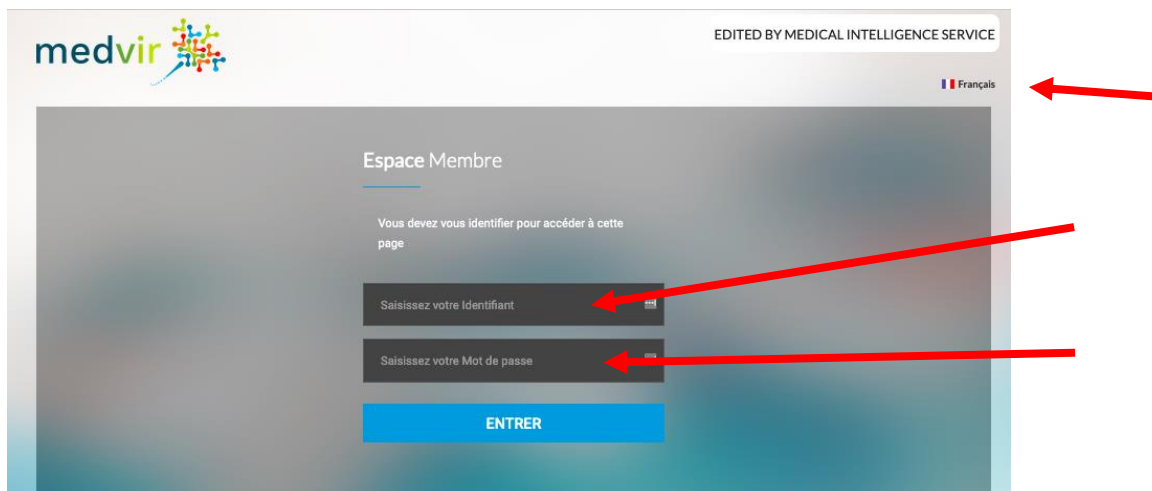 medvir
EDITED BY MEDICAL INTELLIGENCE SERVICE
Français
Espace Membre
Vous devez vous identifier pour accéder à cette
page
Saisissez votre Identifiant
Saisissez votre Mot de passe
ENTRER